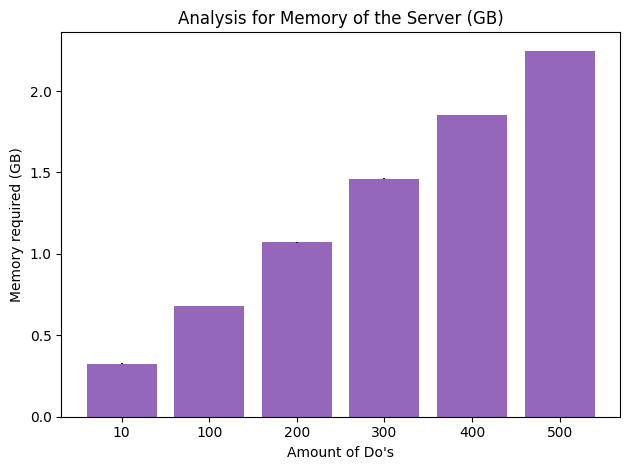 Analysis for Memory of the Server (GB)
Memory required (GB)
2.0
1.5
1.0
0.5
0.0
10 100 200 300 400 500
Amount of Do's